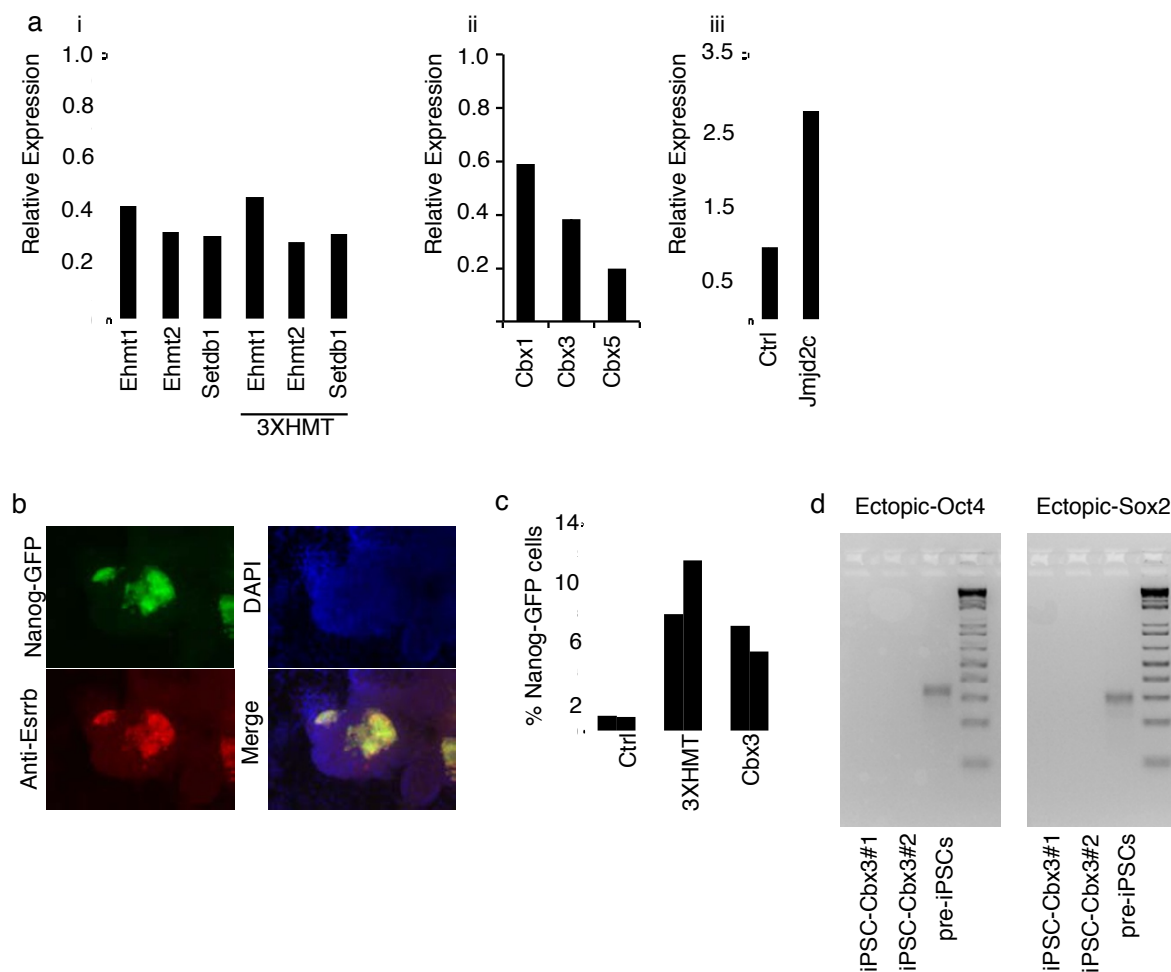 a
i
Relative Expression
1.0
0.8
0.6
0.4
0.2
Ehmt1
Ehmt2
Setdb1
Ehmt1
Ehmt2
Setdb1
3XHMT
ii
Relative Expression
1.0
0.8
0.6
0.4
0.2
Cbx1
Cbx3
Cbx5
iii
Relative Expression
3.5
2.5
1.5
0.5
Ctrl
Jmjd2c
b
Nanog-GFP
DAPI
Anti-Esrrb
Merge
c
% Nanog-GFP cells
14
10
6
2
Ctrl
3XHMT
Cbx3
d
Ectopic-Oct4
iPSC-Cbx3#1
iPSC-Cbx3#2
pre-iPSCs
Ectopic-Sox2
iPSC-Cbx3#1
iPSC-Cbx3#2
pre-iPSCs